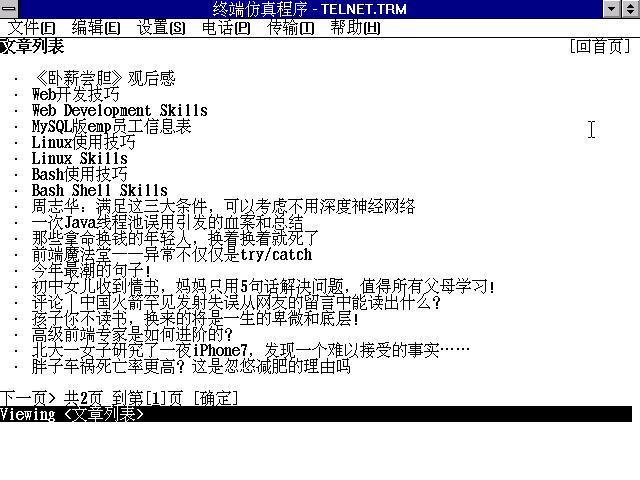 终端仿真程序 - TELNET.TRM
文件(F) 编辑(E) 设置(S) 电话(P) 传输(T) 帮助(H)
文章列表 [回首页]
· 《卧薪尝胆》观后感
· Web开发技巧
· Web Development Skills
· MySQL版emp员工信息表
· Linux使用技巧
· Linux Skills
· Bash使用技巧
· Bash Shell Skills
· 周志华：满足这三大条件，可以考虑不用深度神经网络
· 一次Java线程池误用引发的血案和总结
· 那些拿命换钱的年轻人，换着换着就死了
· 前端魔法堂——异常不仅仅是try/catch
· 今年最潮的句子!
· 初中女儿收到情书，妈妈只用5句话解决问题，值得所有父母学习!
· 评论｜中国火箭罕见发射失误从网友的留言中能读出什么?
· 孩子你不读书，换来的将是一生的卑微和底层!
· 高级前端专家是如何进阶的?
· 北大一女子研究了一夜iPhone7，发现一个难以接受的事实……
· 胖子车祸死亡率更高? 这是忽悠减肥的理由吗
下一页> 共2页 到第[1]页 [确定]
Viewing <文章列表>